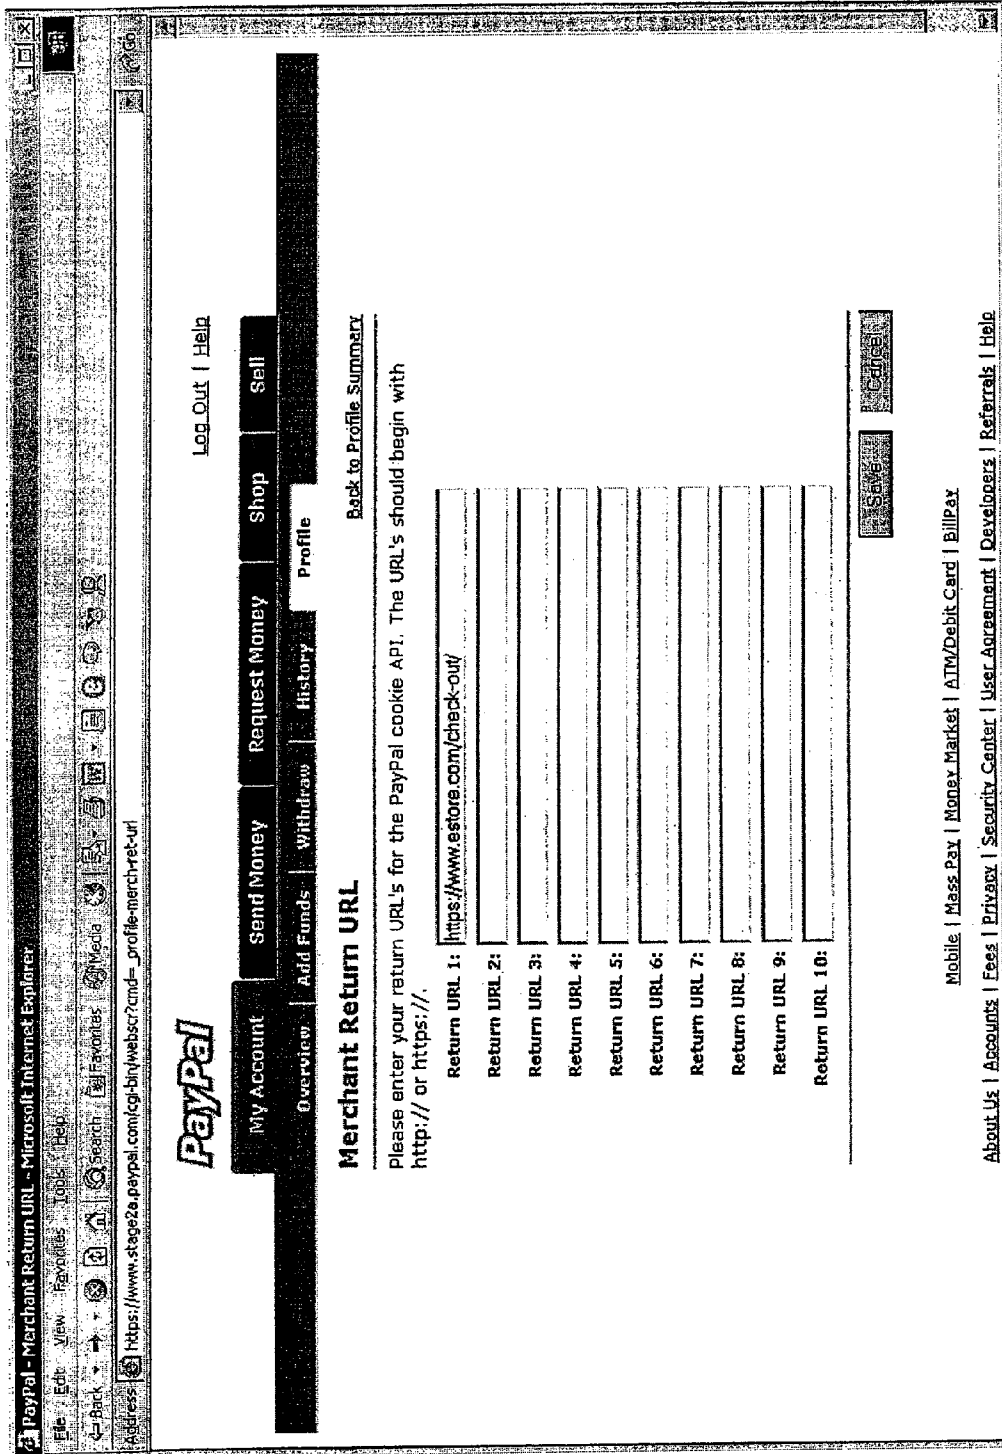 PayPal - Merchant Return URL - Microsoft Internet Explorer
File Edit View Favorites Tools Help
Back Search Favorites Media
Address https://www.stage2a.paypal.com/cgi-bin/webscr?cmd=_profile-merch-ret-url Go
PayPal
Log Out | Help
My Account Send Money Request Money Shop Sell
Overview Add Funds Withdraw History Profile
Merchant Return URL
Back to Profile Summary
Please enter your return URL's for the PayPal cookie API. The URL's should begin with
http:// or https://.
Return URL 1: https://www.estore.com/check-out/
Return URL 2:
Return URL 3:
Return URL 4:
Return URL 5:
Return URL 6:
Return URL 7:
Return URL 8:
Return URL 9:
Return URL 10:
Save Cancel
Mobile | Mass Pay | Money Market | ATM/Debit Card | BillPay
About Us | Accounts | Fees | Privacy | Security Center | User Agreement | Developers | Referrals | Help